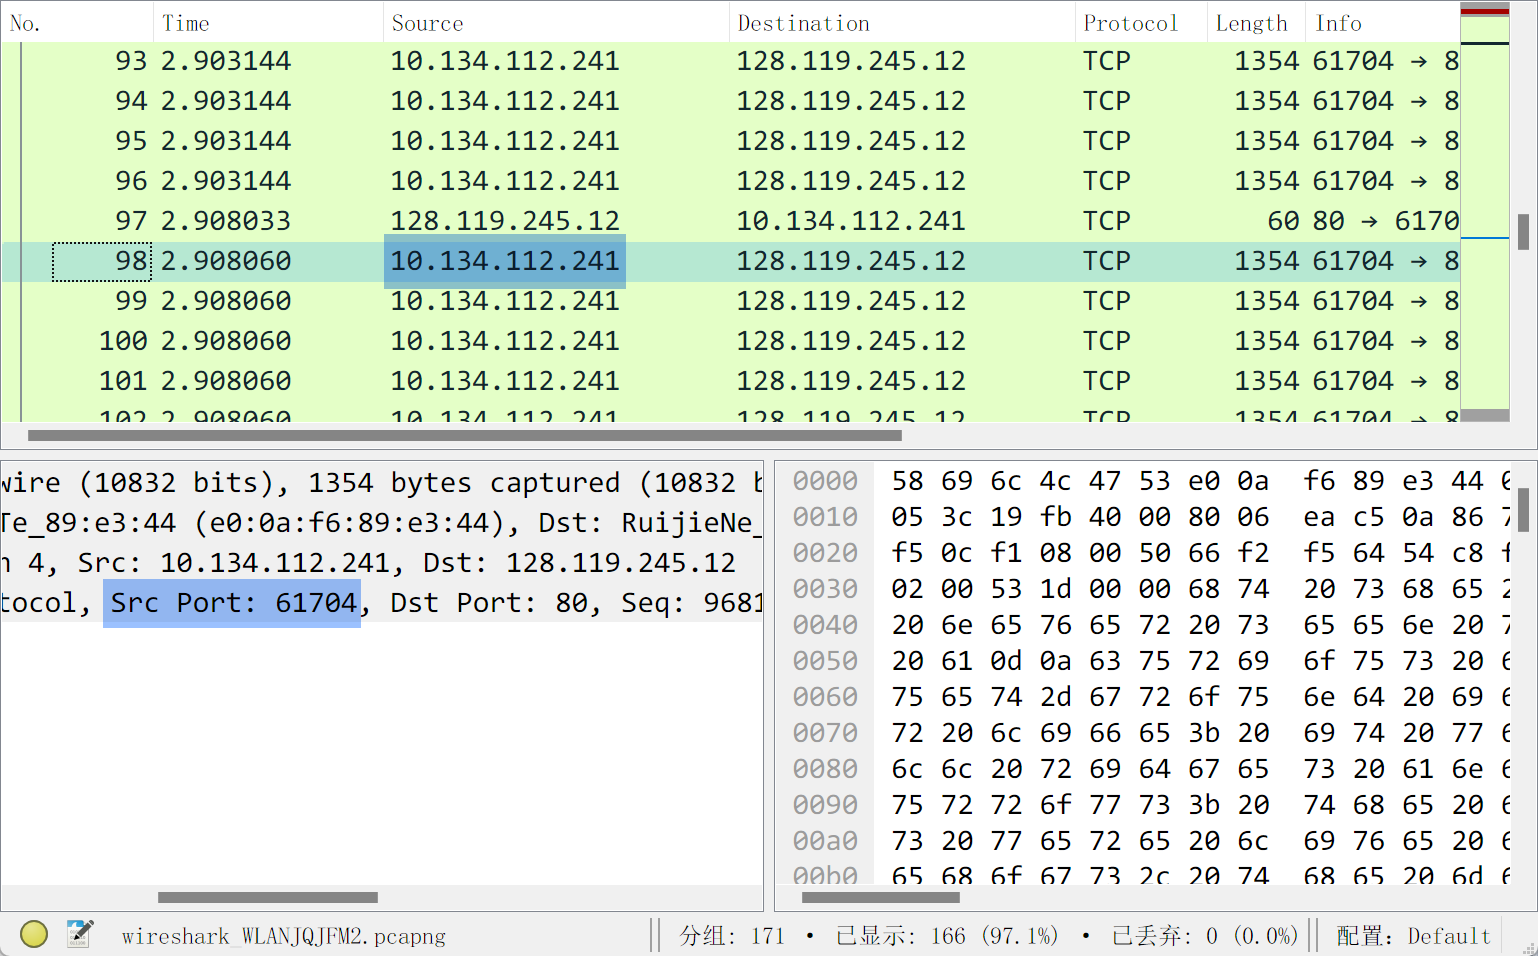 No. Time Source Destination Protocol Length Info
93 2.903144 10.134.112.241 128.119.245.12 TCP 1354 61704 → 8
94 2.903144 10.134.112.241 128.119.245.12 TCP 1354 61704 → 8
95 2.903144 10.134.112.241 128.119.245.12 TCP 1354 61704 → 8
96 2.903144 10.134.112.241 128.119.245.12 TCP 1354 61704 → 8
97 2.908033 128.119.245.12 10.134.112.241 TCP 60 80 → 6170
98 2.908060 10.134.112.241 128.119.245.12 TCP 1354 61704 → 8
99 2.908060 10.134.112.241 128.119.245.12 TCP 1354 61704 → 8
100 2.908060 10.134.112.241 128.119.245.12 TCP 1354 61704 → 8
101 2.908060 10.134.112.241 128.119.245.12 TCP 1354 61704 → 8
102 2.908060 10.134.112.241 128.119.245.12 TCP 1354 61704 → 8
wire (10832 bits), 1354 bytes captured (10832 b
Te_89:e3:44 (e0:0a:f6:89:e3:44), Dst: RuijieNe_
n 4, Src: 10.134.112.241, Dst: 128.119.245.12
tocol, Src Port: 61704, Dst Port: 80, Seq: 9681
0000 58 69 6c 4c 47 53 e0 0a f6 89 e3 44 0
0010 05 3c 19 fb 40 00 80 06 ea c5 0a 86 7
0020 f5 0c f1 08 00 50 66 f2 f5 64 54 c8 f
0030 02 00 53 1d 00 00 68 74 20 73 68 65 2
0040 20 6e 65 76 65 72 20 73 65 65 6e 20 7
0050 20 61 0d 0a 63 75 72 69 6f 75 73 20 6
0060 75 65 74 2d 67 72 6f 75 6e 64 20 69 6
0070 72 20 6c 69 66 65 3b 20 69 74 20 77 6
0080 6c 6c 20 72 69 64 67 65 73 20 61 6e 6
0090 75 72 72 6f 77 73 3b 20 74 68 65 20 6
00a0 73 20 77 65 72 65 20 6c 69 76 65 20 6
00b0 65 68 6f 67 73 2c 20 74 68 65 20 6d 6
wireshark_WLANJQJFM2.pcapng 分组: 171 • 已显示: 166 (97.1%) • 已丢弃: 0 (0.0%) 配置: Default